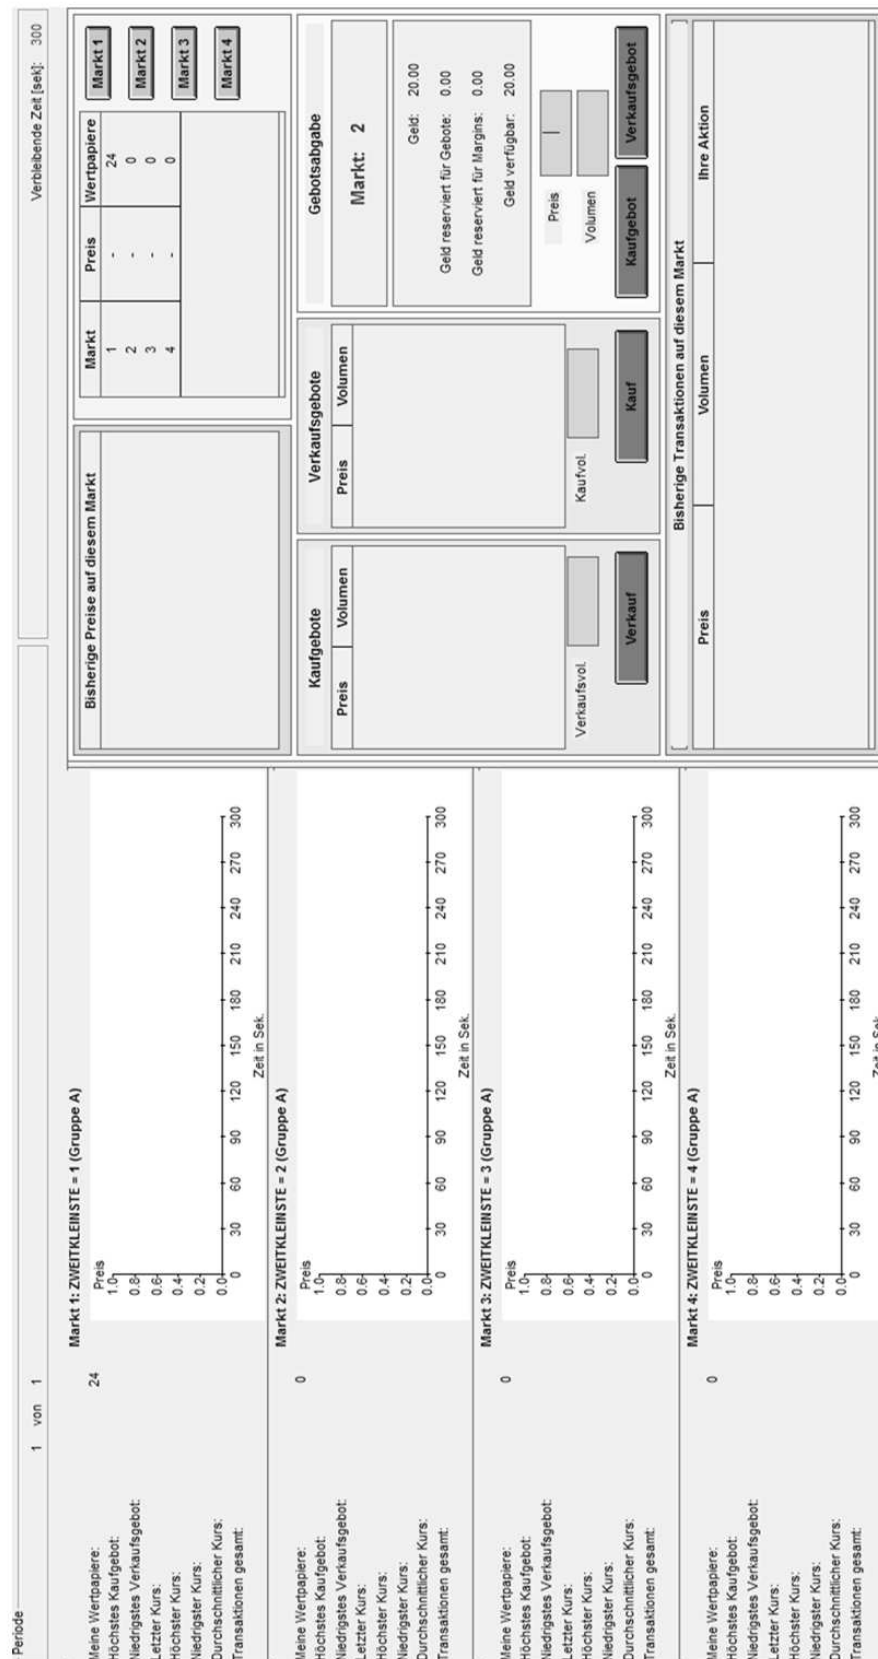 Periode
1 von 1
Verbleibende Zeit [sek]: 300
Markt 1: ZWEITKLEINSTE = 1 (Gruppe A)
Meine Wertpapiere: 24
Höchstes Kaufgebot:
Niedrigstes Verkaufsgebot:
Letzter Kurs:
Höchster Kurs:
Niedrigster Kurs:
Durchschnittlicher Kurs:
Transaktionen gesamt:
Preis
1.0
0.8
0.6
0.4
0.2
0.0
0 30 60 90 120 150 180 210 240 270 300
Zeit in Sek.
Markt 2: ZWEITKLEINSTE = 2 (Gruppe A)
Meine Wertpapiere: 0
Höchstes Kaufgebot:
Niedrigstes Verkaufsgebot:
Letzter Kurs:
Höchster Kurs:
Niedrigster Kurs:
Durchschnittlicher Kurs:
Transaktionen gesamt:
Preis
1.0
0.8
0.6
0.4
0.2
0.0
0 30 60 90 120 150 180 210 240 270 300
Zeit in Sek.
Markt 3: ZWEITKLEINSTE = 3 (Gruppe A)
Meine Wertpapiere: 0
Höchstes Kaufgebot:
Niedrigstes Verkaufsgebot:
Letzter Kurs:
Höchster Kurs:
Niedrigster Kurs:
Durchschnittlicher Kurs:
Transaktionen gesamt:
Preis
1.0
0.8
0.6
0.4
0.2
0.0
0 30 60 90 120 150 180 210 240 270 300
Zeit in Sek.
Markt 4: ZWEITKLEINSTE = 4 (Gruppe A)
Meine Wertpapiere: 0
Höchstes Kaufgebot:
Niedrigstes Verkaufsgebot:
Letzter Kurs:
Höchster Kurs:
Niedrigster Kurs:
Durchschnittlicher Kurs:
Transaktionen gesamt:
Preis
1.0
0.8
0.6
0.4
0.2
0.0
0 30 60 90 120 150 180 210 240 270 300
Zeit in Sek.
Bisherige Preise auf diesem Markt
Markt Preis Wertpapiere
1 - 24
2 - 0
3 - 0
4 - 0
Markt 1
Markt 2
Markt 3
Markt 4
Kaufgebote
Preis Volumen
Verkaufsvol.
Verkauf
Verkaufsgebote
Preis Volumen
Kaufvol.
Kauf
Gebotsabgabe
Markt: 2
Geld: 20.00
Geld reserviert für Gebote: 0.00
Geld reserviert für Margins: 0.00
Geld verfügbar: 20.00
Preis
Volumen
Kaufgebot Verkaufsgebot
Bisherige Transaktionen auf diesem Markt
Preis Volumen Ihre Aktion